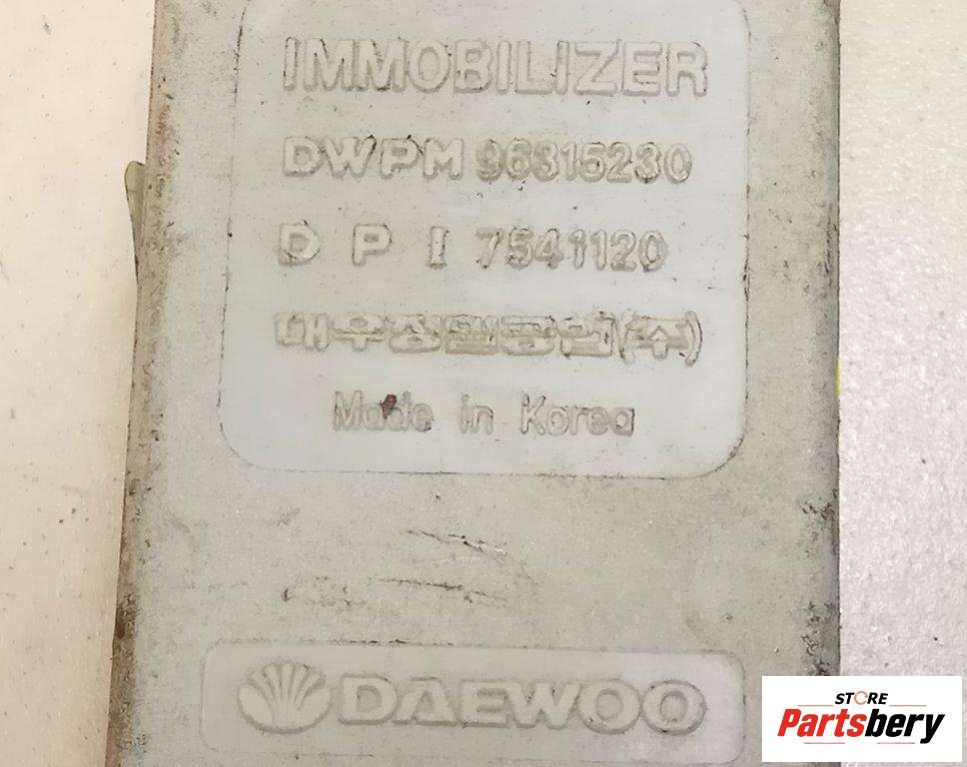 IMMOBILIZER
DWPM 96315230
D P I 7541120
대우정밀공업(주)
Made in Korea
DAEWOO
STORE
Partsbery